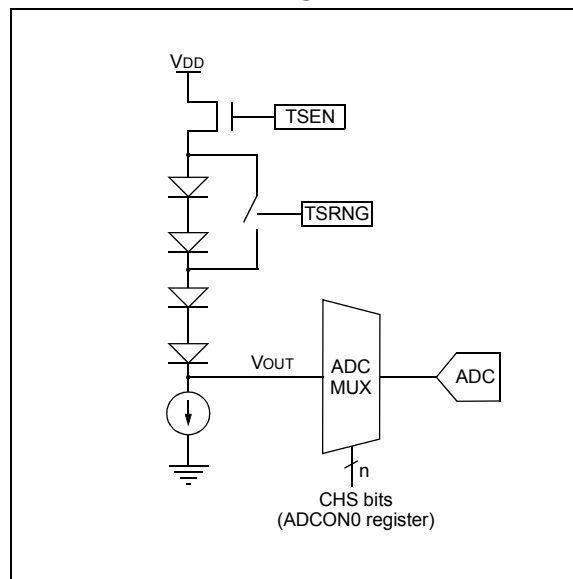 VDD
TSEN
TSRNG
VOUT
ADC
MUX
ADC
n
CHS bits
(ADCON0 register)